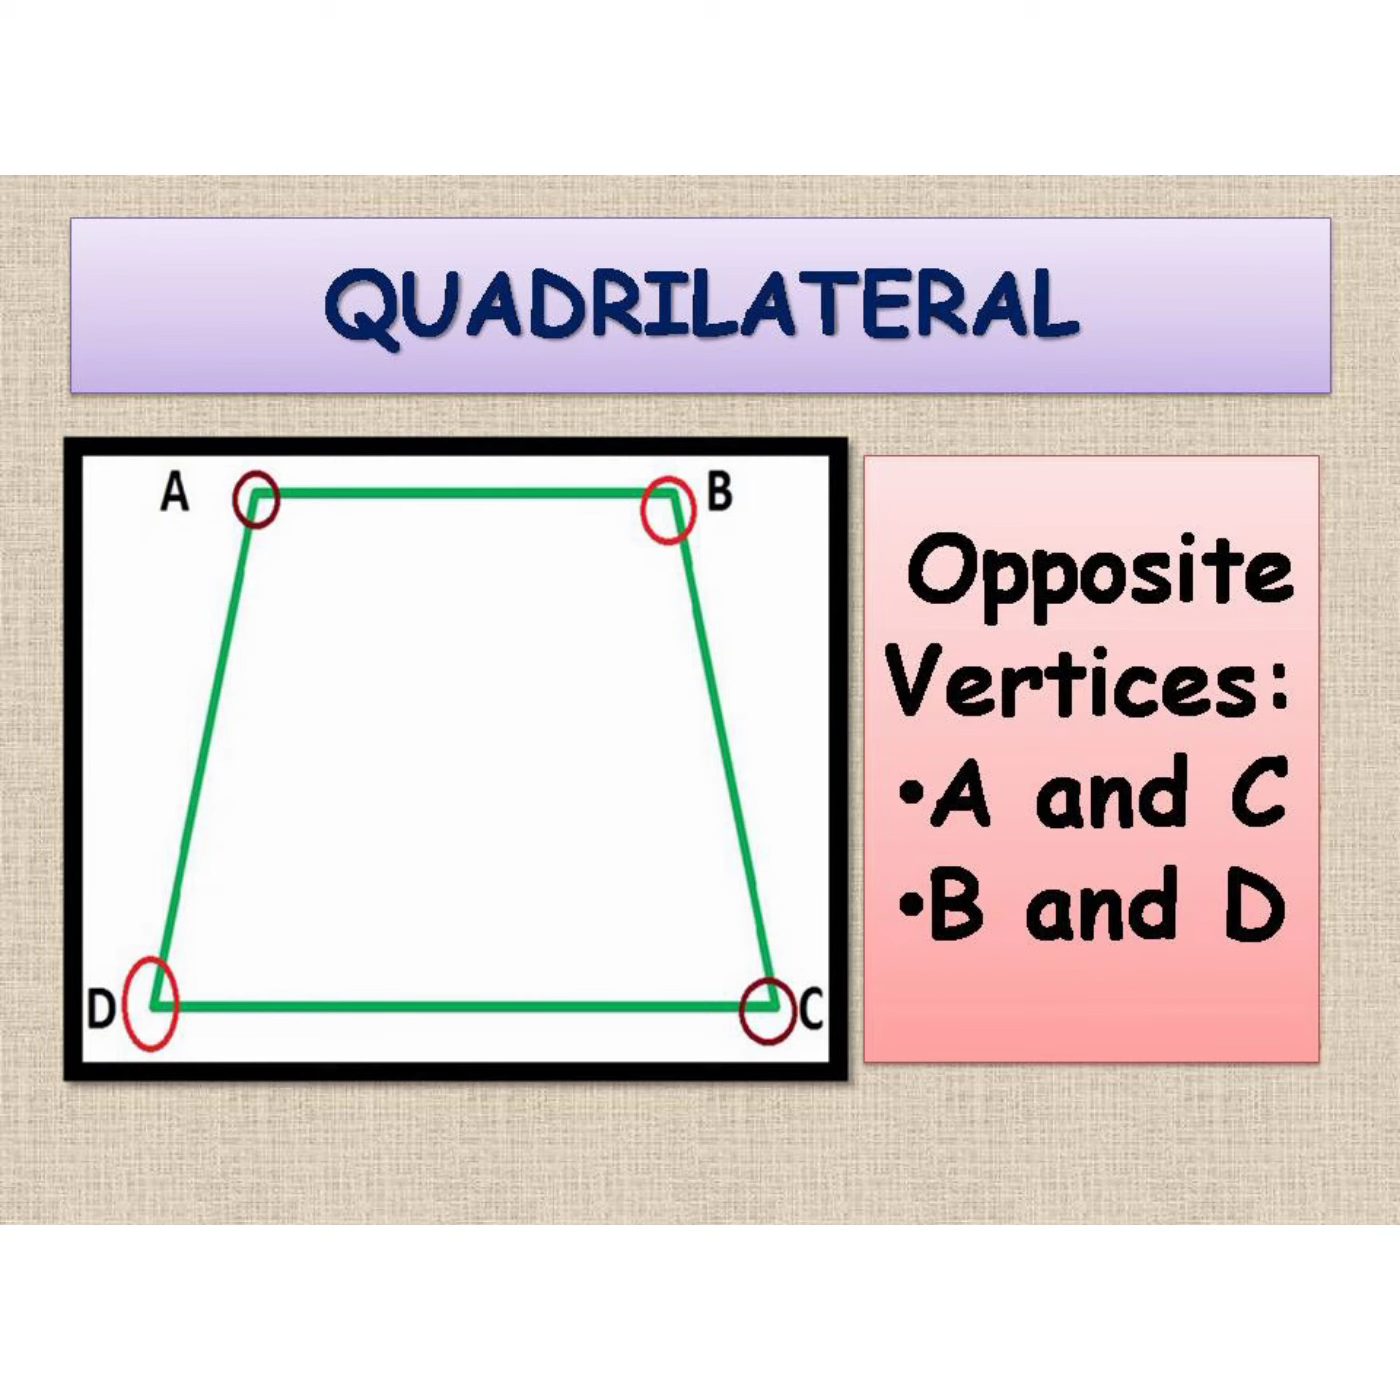 QUADRILATERAL
A
B
D
C
Opposite
Vertices:
•A and C
•B and D